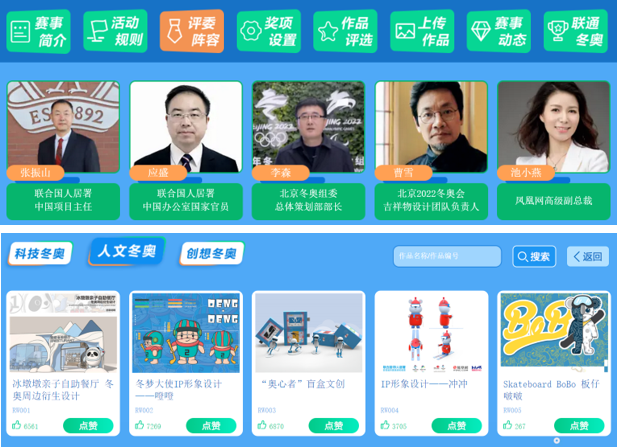 赛事
简介
活动
规则
评委
阵容
奖项
设置
作品
评选
上传
作品
赛事
动态
联通
冬奥
张振山
应盛
李森
曹雪
池小燕
联合国人居署
中国项目主任
联合国人居署
中国办公室国家官员
北京冬奥组委
总体策划部部长
北京2022冬奥会
吉祥物设计团队负责人
凤凰网高级副总裁
科技冬奥
人文冬奥
创想冬奥
作品名称/作品编号
搜索
返回
冰墩墩亲子自助餐厅 冬
奥周边衍生设计
RW001
6561
点赞
冬梦大使IP形象设计
——噔噔
RW002
7269
点赞
“奥心者”盲盒文创
RW003
6870
点赞
IP形象设计——冲冲
RW004
3705
点赞
Skateboard BoBo 板仔
啵啵
RW005
267
点赞